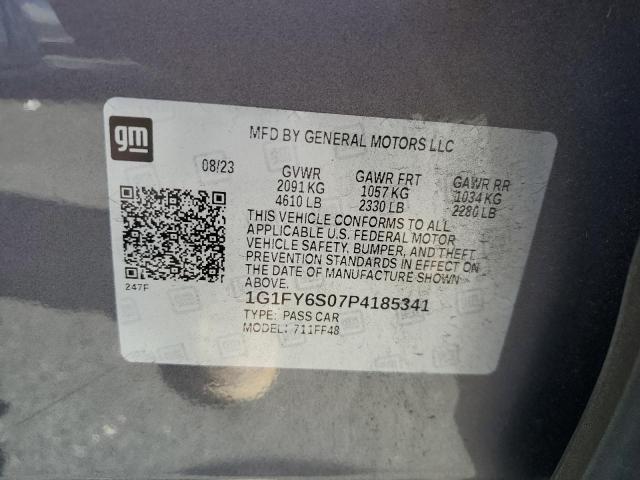 gm
MFD BY GENERAL MOTORS LLC
08/23 GVWR GAWR FRT GAWR RR
2091 KG 1057 KG 1034 KG
4610 LB 2330 LB 2280 LB
THIS VEHICLE CONFORMS TO ALL
APPLICABLE U.S. FEDERAL MOTOR
VEHICLE SAFETY, BUMPER, AND THEFT
PREVENTION STANDARDS IN EFFECT ON
THE DATE OF MANUFACTURE SHOWN
ABOVE.
247F
1G1FY6S07P4185341
TYPE: PASS CAR
MODEL: 711FF48